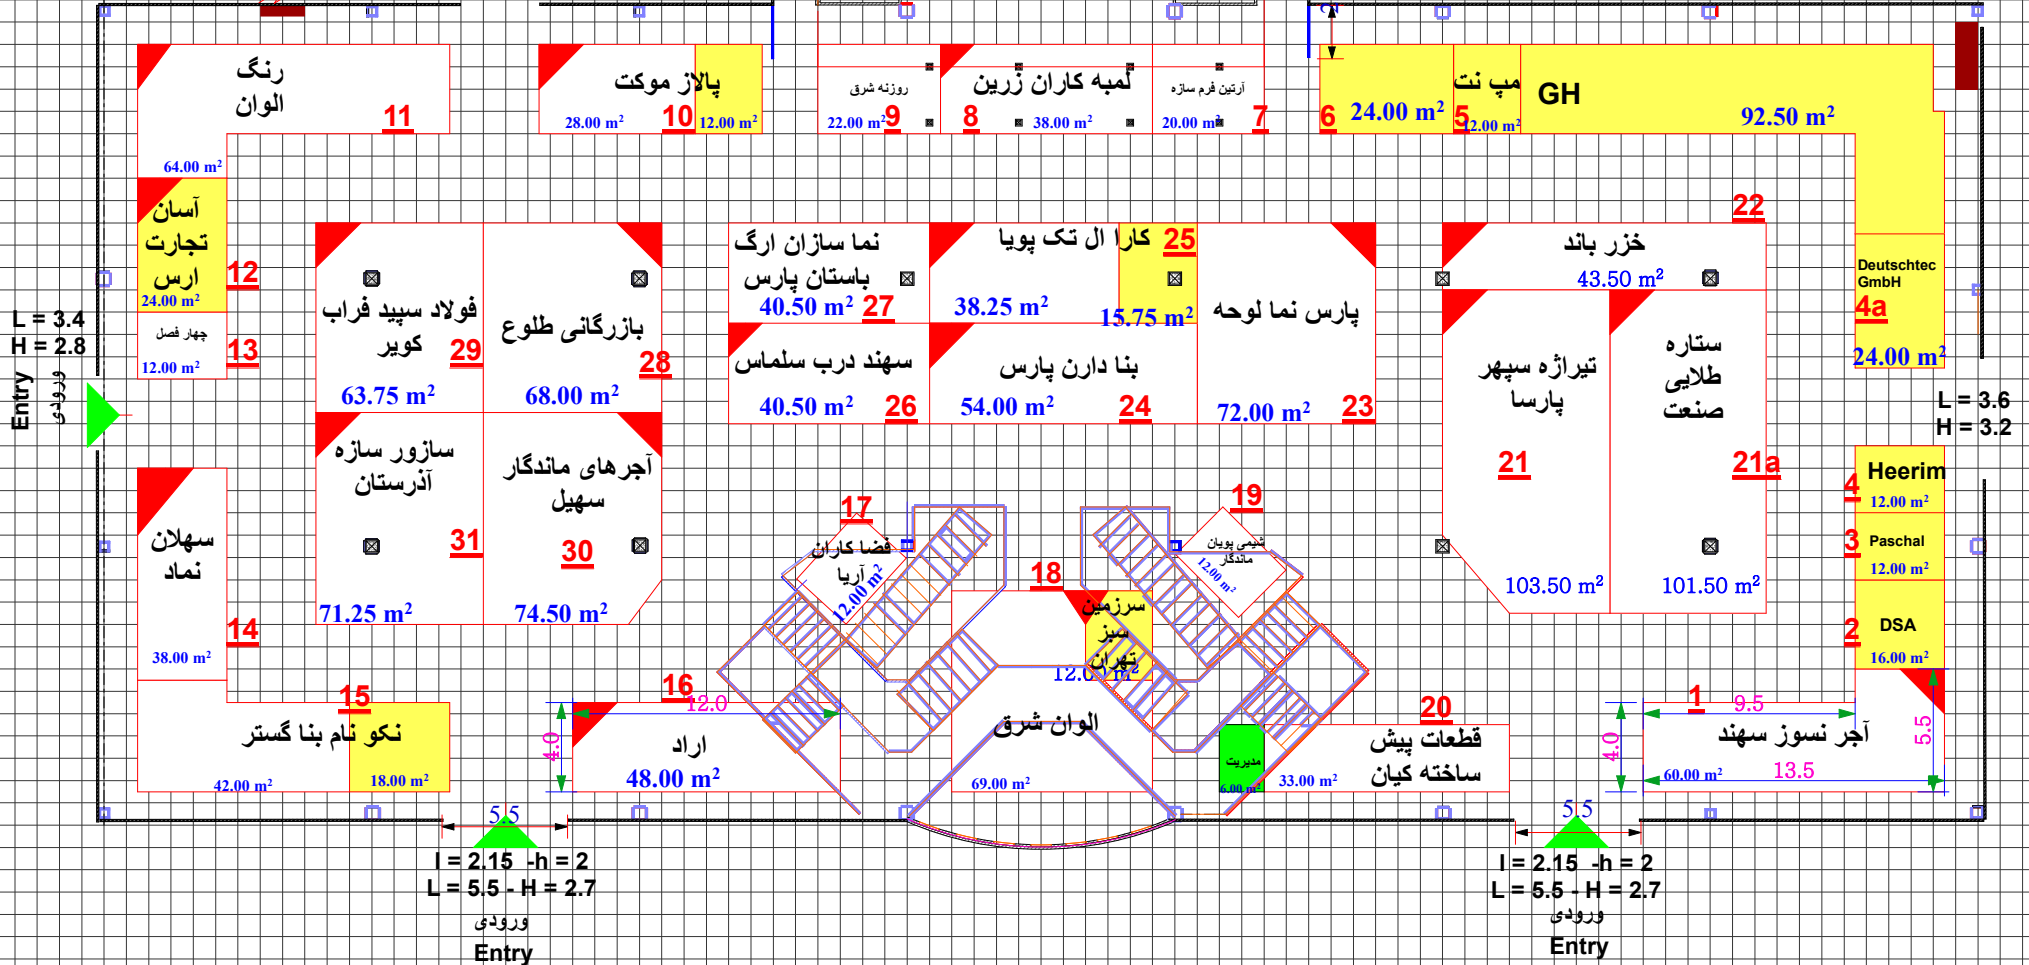 رنگ
الوان
11
64.00 m²
پالاز موکت
28.00 m²
10
12.00 m²
روزنه شرق
22.00 m²
9
لمبه کاران زرین
8
38.00 m²
آرتین فرم سازه
20.00 m²
7
2
6
24.00 m²
مپ نت
5
12.00 m²
GH
92.50 m²
آسان
تجارت
ارس
12
24.00 m²
چهار فصل
13
12.00 m²
L = 3.4
H = 2.8
Entry
ورودی
فولاد سپید فراب
کویر
29
63.75 m²
بازرگانی طلوع
28
68.00 m²
سازور سازه
آذرستان
31
71.25 m²
آجرهای ماندگار
سهیل
30
74.50 m²
نما سازان ارگ
باستان پارس
40.50 m²
27
کارا ال تک پویا
25
38.25 m²
15.75 m²
سهند درب سلماس
40.50 m²
26
بنا دارن پارس
54.00 m²
24
پارس نما لوحه
72.00 m²
23
22
خزر باند
43.50 m²
تیراژه سپهر
پارسا
21
103.50 m²
ستاره
طلایی
صنعت
21a
101.50 m²
Deutschtec
GmbH
4a
24.00 m²
L = 3.6
H = 3.2
Heerim
4
12.00 m²
Paschal
3
12.00 m²
DSA
2
16.00 m²
سهلان
نماد
14
38.00 m²
15
نکو نام بنا گستر
42.00 m²
18.00 m²
16
12.0
4.0
اراد
48.00 m²
17
فضا کاران
آریا
12.00 m²
18
سرزمین
سبز
تهران
12.00 m²
الوان شرق
69.00 m²
19
شیمی پویان
ماندگار
12.00 m²
مدیریت
6.00 m²
20
قطعات پیش
ساخته کیان
33.00 m²
1
9.5
4.0
5.5
آجر نسوز سهند
60.00 m²
13.5
5.5
l = 2.15 -h = 2
L = 5.5 - H = 2.7
ورودی
Entry
5.5
l = 2.15 -h = 2
L = 5.5 - H = 2.7
ورودی
Entry